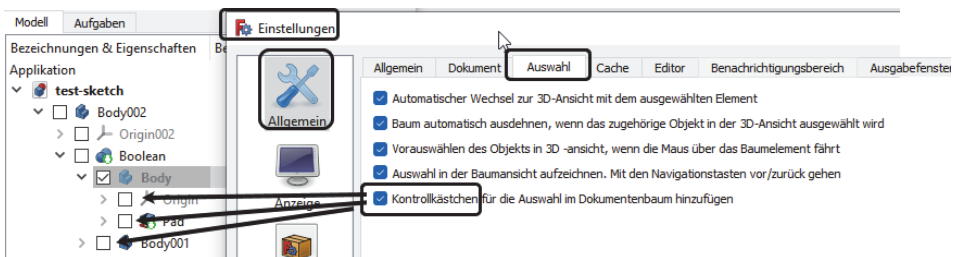 Modell Aufgaben
Bezeichnungen & Eigenschaften Be
Applikation
test-sketch
Body002
Origin002
Boolean
Body
Origin
Pad
Body001
Einstellungen
Allgemein
Anzeige
Allgemein Dokument Auswahl Cache Editor Benachrichtigungsbereich Ausgabefenster
Automatischer Wechsel zur 3D-Ansicht mit dem ausgewählten Element
Baum automatisch ausdehnen, wenn das zugehörige Objekt in der 3D-Ansicht ausgewählt wird
Vorauswählen des Objekts in 3D -ansicht, wenn die Maus über das Baumelement fährt
Auswahl in der Baumansicht aufzeichnen. Mit den Navigationstasten vor/zurück gehen
Kontrollkästchen für die Auswahl im Dokumentenbaum hinzufügen